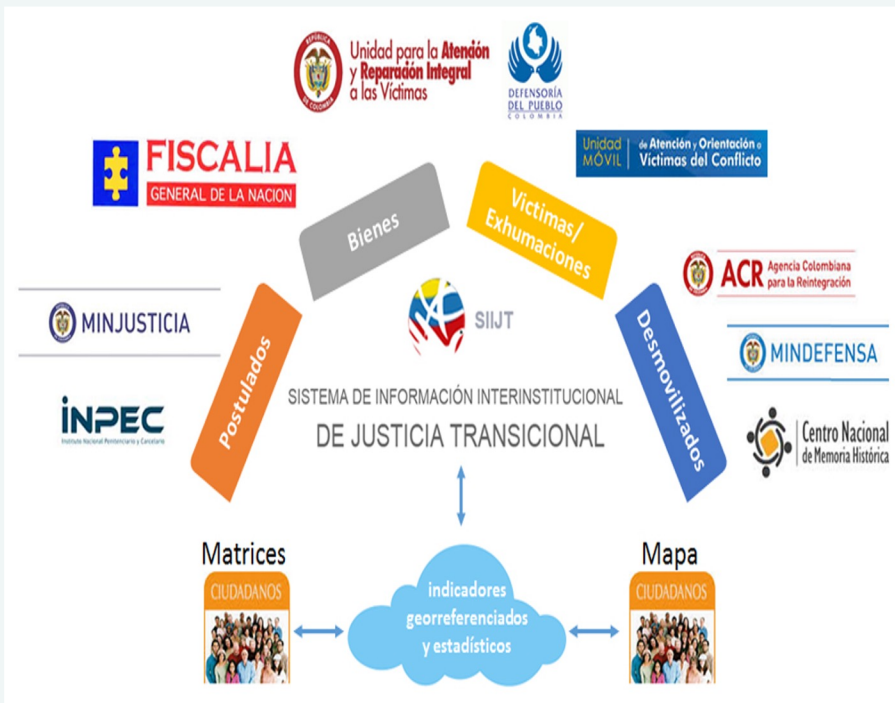 Unidad para la Atención
y Reparación Integral
a las Víctimas
REPÚBLICA
DE COLOMBIA
DEFENSORÍA
DEL PUEBLO
COLOMBIA
Unidad
MÓVIL
de Atención y Orientación a
Víctimas del Conflicto
FISCALIA
GENERAL DE LA NACION
Bienes
Victimas/
Exhumaciones
ACR
Agencia Colombiana
para la Reintegración
MINJUSTICIA
SIIJT
MINDEFENSA
Postulados
Desmovilizados
SISTEMA DE INFORMACIÓN INTERINSTITUCIONAL
DE JUSTICIA TRANSICIONAL
INPEC
Instituto Nacional Penitenciario y Carcelario
Centro Nacional
de Memoria Histórica
Matrices
CIUDADANOS
indicadores
georreferenciados
y estadísticos
Mapa
CIUDADANOS